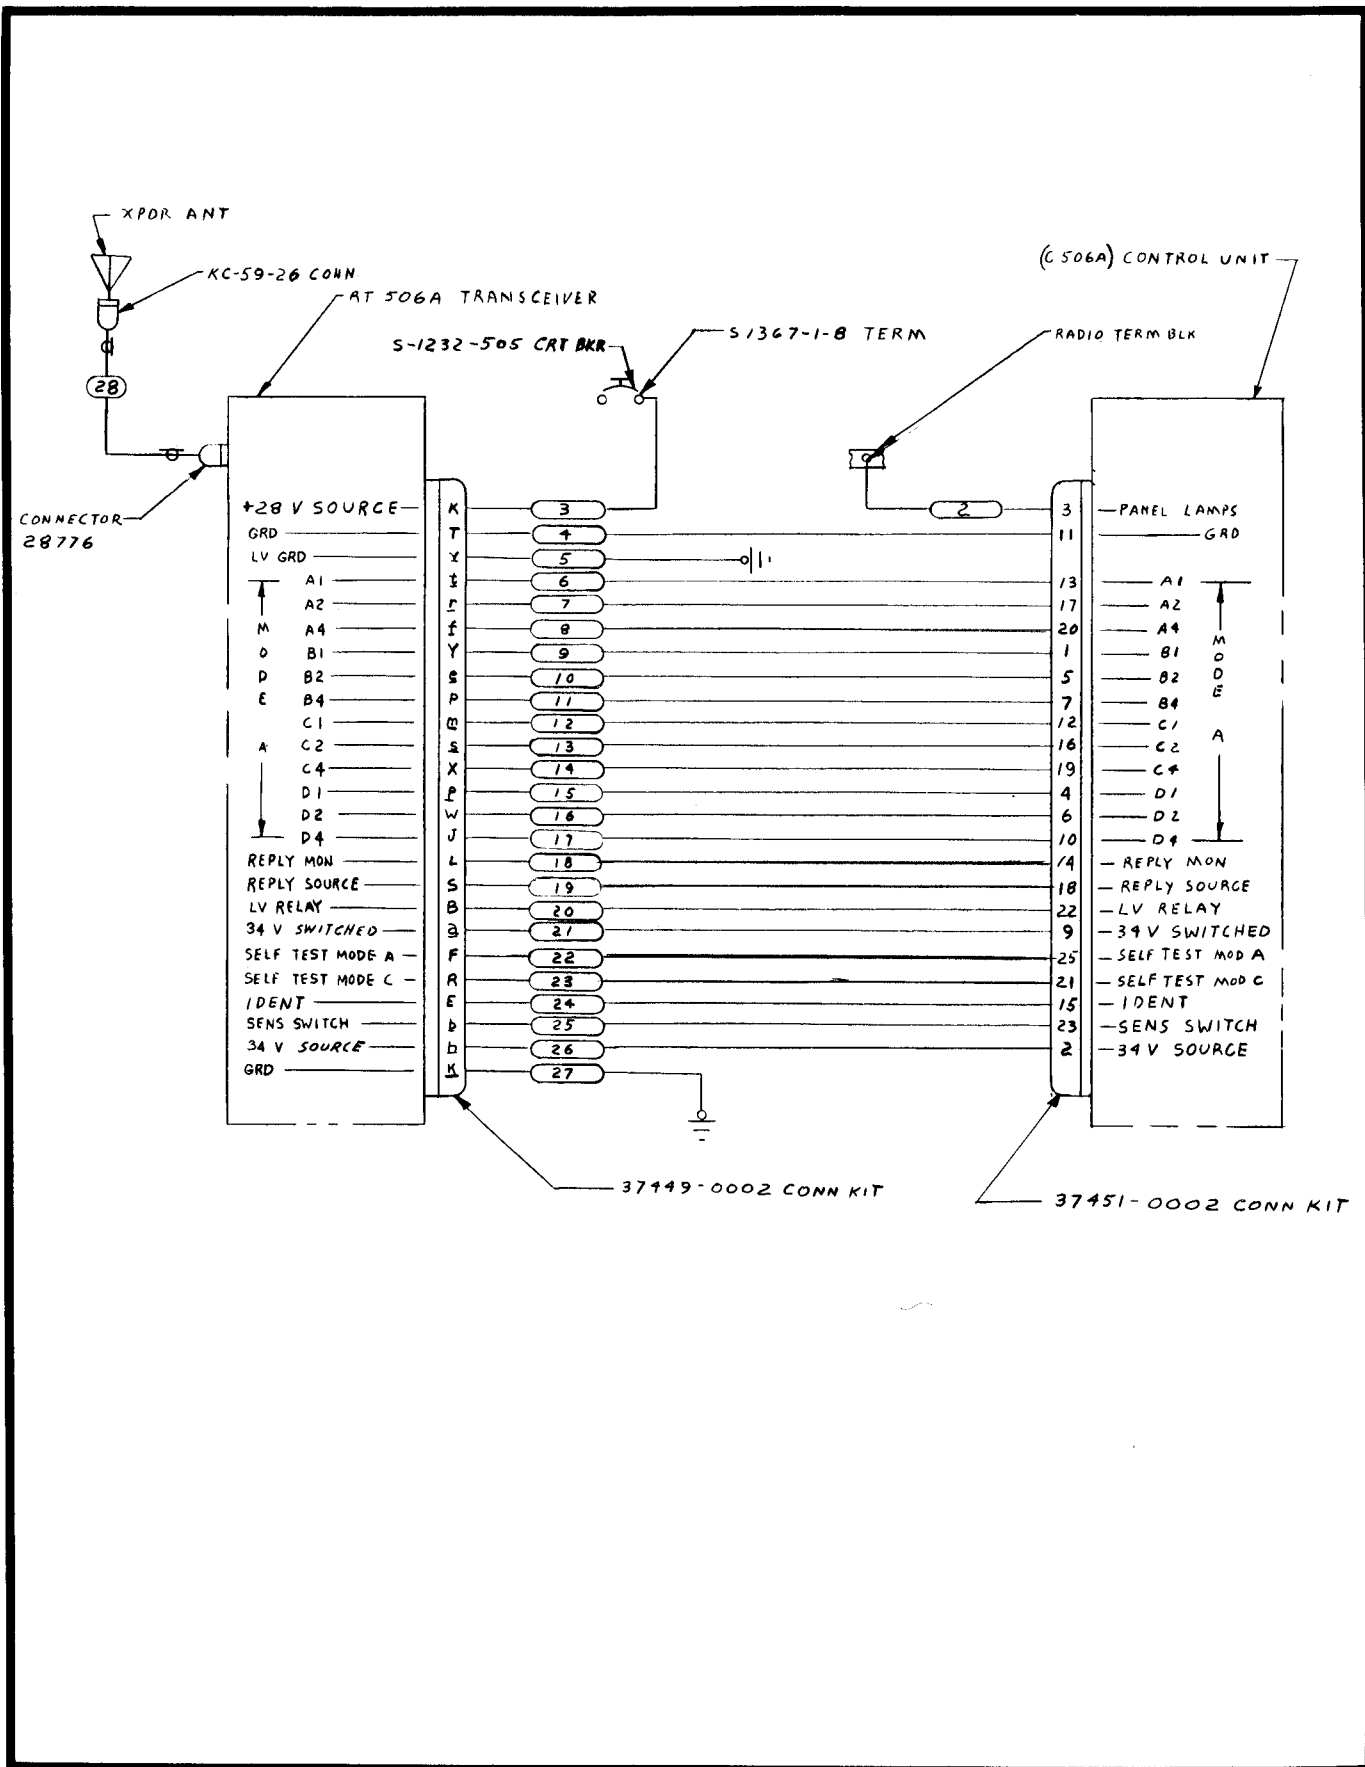 XPDR ANT
KC-59-26 CONN
RT 506A TRANSCEIVER
S-1232-505 CRT BKR
S1367-1-8 TERM
RADIO TERM BLK
(C 506A) CONTROL UNIT
28
CONNECTOR
28776
+28 V SOURCE K 3 2 3 PANEL LAMPS
GRD T 4 11 GRD
LV GRD 5
A1 t 6 13 A1
A2 r 7 17 A2
A4 f 8 20 A4
B1 Y 9 1 B1
B2 10 5 B2
B4 P 11 7 B4
C1 m 12 12 C1
C2 s 13 16 C2
C4 X 14 19 C4
D1 15 4 D1
D2 W 16 6 D2
D4 J 17 10 D4
MODE A
MODE A
REPLY MON L 18 14 REPLY MON
REPLY SOURCE S 19 18 REPLY SOURCE
LV RELAY B 20 22 LV RELAY
34 V SWITCHED a 21 9 34V SWITCHED
SELF TEST MODE A F 22 25 SELF TEST MOD A
SELF TEST MODE C R 23 21 SELF TEST MOD C
IDENT E 24 15 IDENT
SENS SWITCH 25 23 SENS SWITCH
34 V SOURCE b 26 2 34V SOURCE
GRD K 27
37449-0002 CONN KIT
37451-0002 CONN KIT